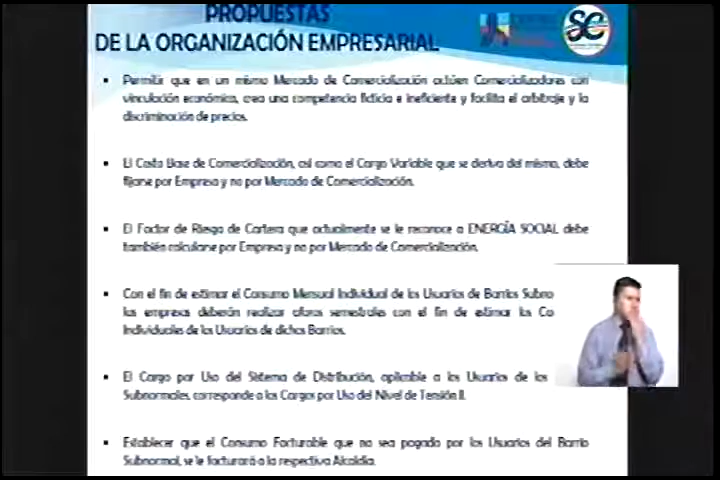 PROPUESTAS
DE LA ORGANIZACIÓN EMPRESARIAL
• Permitir que en un mismo Mercado de Comercialización actúen Comercializadores con
vinculación económica, crea una competencia ficticia e ineficiente y facilita el arbitraje y la
discriminación de precios.
• El Costo Base de Comercialización, así como el Cargo Variable que se deriva del mismo, debe
fijarse por Empresa y no por Mercado de Comercialización.
• El Factor de Riesgo de Cartera que actualmente se le reconoce a ENERGÍA SOCIAL debe
también calcularse por Empresa y no por Mercado de Comercialización.
• Con el fin de estimar el Consumo Mensual Individual de los Usuarios de Barrios Subno
las empresas deberán realizar aforos semestrales con el fin de estimar los Co
Individuales de los Usuarios de dichos Barrios.
• El Cargo por Uso del Sistema de Distribución, aplicable a los Usuarios de los
Subnormales, corresponde a los Cargos por Uso del Nivel de Tensión II.
• Establecer que el Consumo Facturable que no sea pagado por los Usuarios del Barrio
Subnormal, se le facturará a la respectiva Alcaldía.
SC